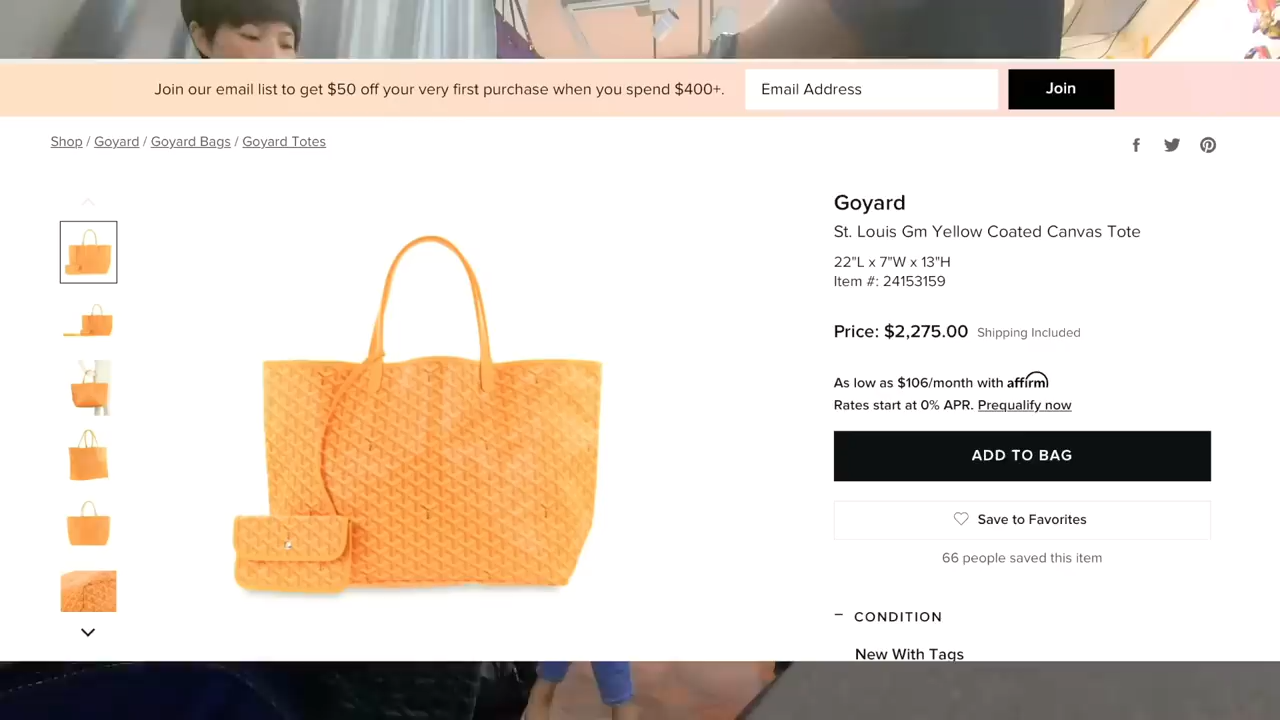 Join our email list to get $50 off your very first purchase when you spend $400+.
Email Address
Join
Shop / Goyard / Goyard Bags / Goyard Totes
Goyard
St. Louis Gm Yellow Coated Canvas Tote
22"L x 7"W x 13"H
Item #: 24153159
Price: $2,275.00 Shipping Included
As low as $106/month with affirm
Rates start at 0% APR. Prequalify now
ADD TO BAG
Save to Favorites
66 people saved this item
CONDITION
New With Tags